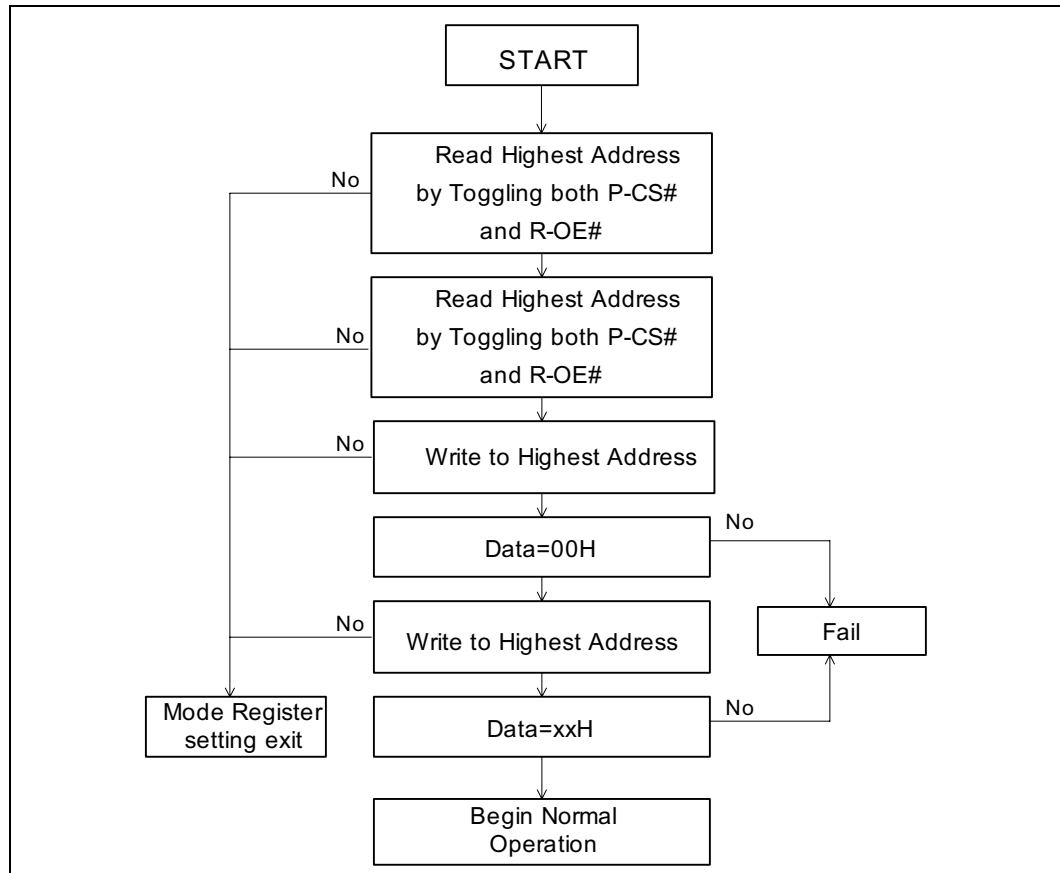 START
Read Highest Address
by Toggling both P-CS#
and R-OE#
No
Read Highest Address
by Toggling both P-CS#
and R-OE#
No
Write to Highest Address
No
Data=00H
No
Write to Highest Address
No
Fail
Data=xxH
No
Mode Register
setting exit
Begin Normal
Operation